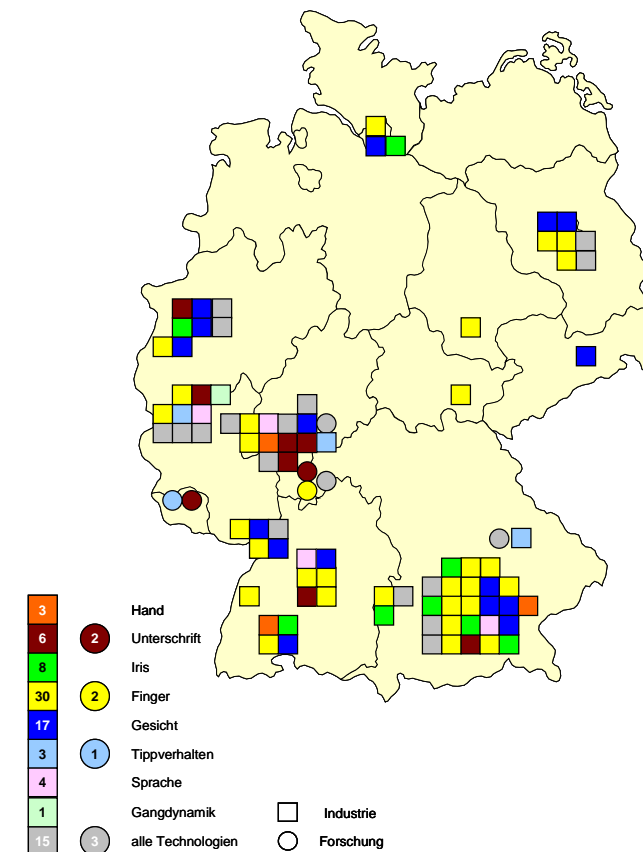 3 Hand
6 2 Unterschrift
8 Iris
30 2 Finger
17 Gesicht
3 1 Tippverhalten
4 Sprache
1 Gangdynamik Industrie
15 3 alle Technologien Forschung